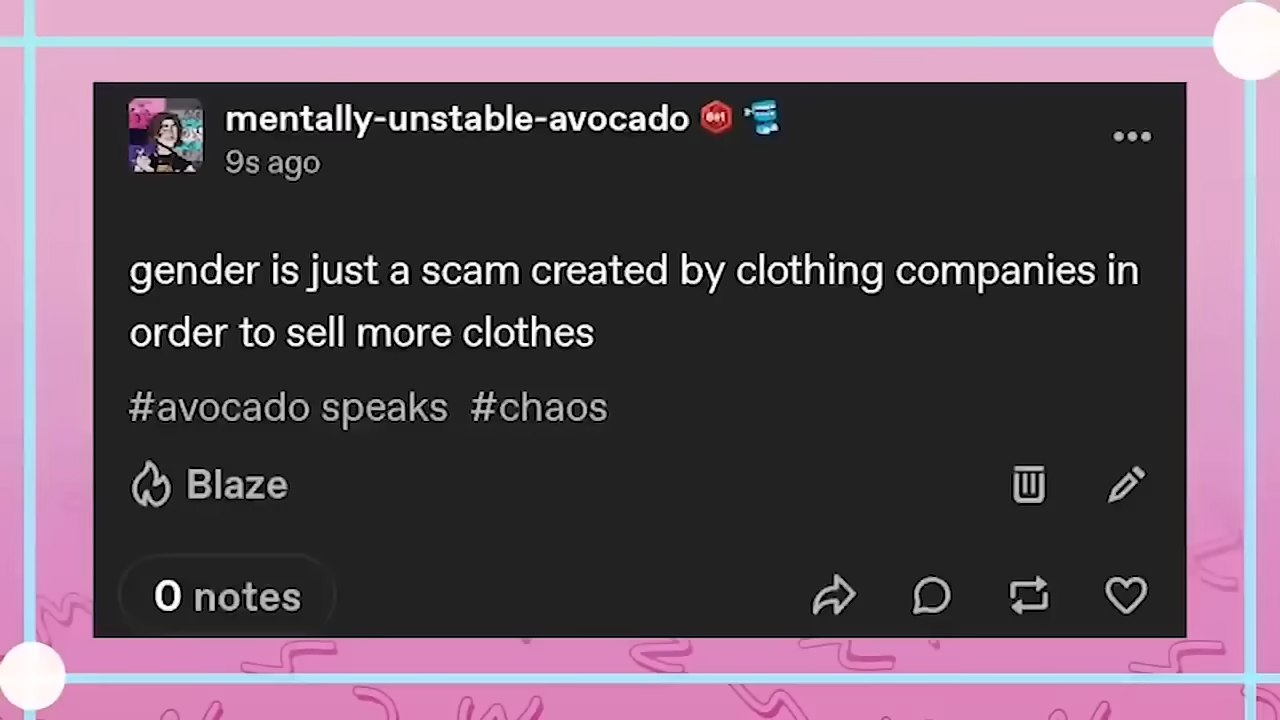 mentally-unstable-avocado
9s ago
gender is just a scam created by clothing companies in
order to sell more clothes
#avocado speaks #chaos
Blaze
0 notes